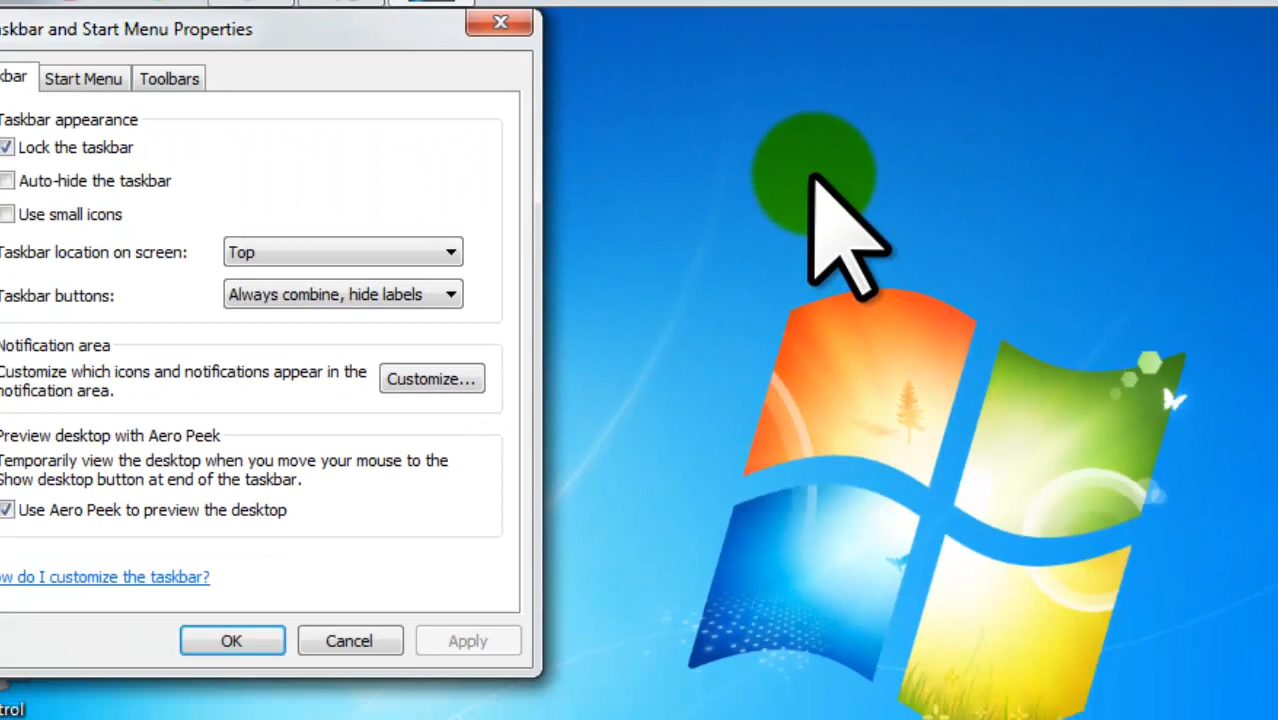 skbar and Start Menu Properties
kbar
Start Menu
Toolbars
Taskbar appearance
Lock the taskbar
Auto-hide the taskbar
Use small icons
Taskbar location on screen:
Top
Taskbar buttons:
Always combine, hide labels
Notification area
Customize which icons and notifications appear in the
notification area.
Customize...
Preview desktop with Aero Peek
Temporarily view the desktop when you move your mouse to the
Show desktop button at end of the taskbar.
Use Aero Peek to preview the desktop
ow do I customize the taskbar?
OK
Cancel
Apply
trol